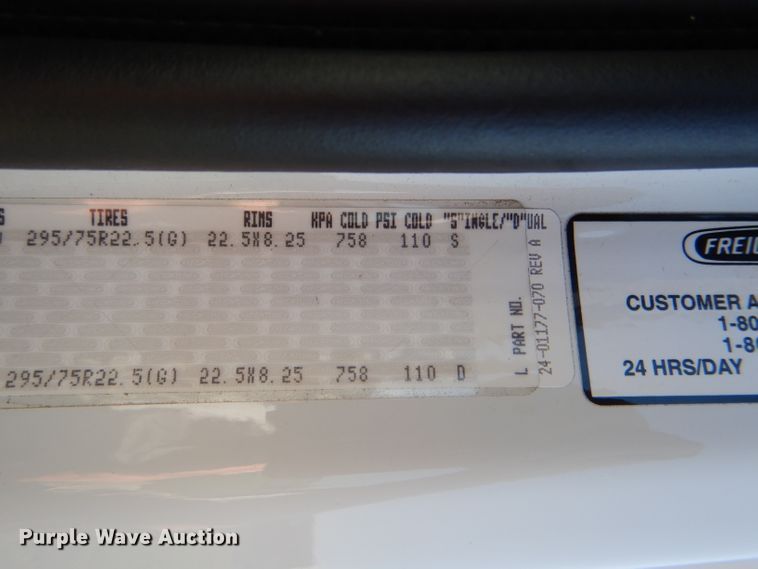 TIRES RIMS KPA COLD PSI COLD "S"INGLE/"D"UAL
295/75R22.5(G) 22.5X8.25 758 110 S
295/75R22.5(G) 22.5X8.25 758 110 D
L PART NO.
24-01177-070 REV A
CUSTOMER A
1-80
1-8
24 HRS/DAY
Purple Wave Auction